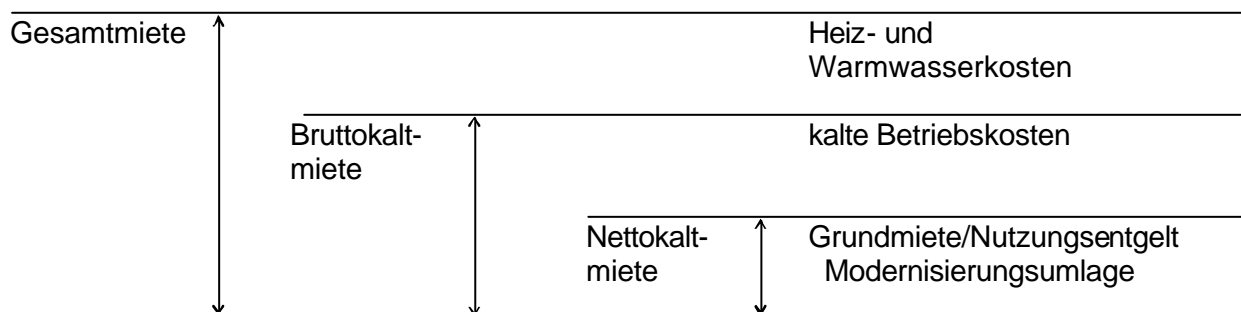 Gesamtmiete
Heiz- und
Warmwasserkosten
Bruttokalt-
miete
kalte Betriebskosten
Nettokalt-
miete
Grundmiete/Nutzungsentgelt
Modernisierungsumlage